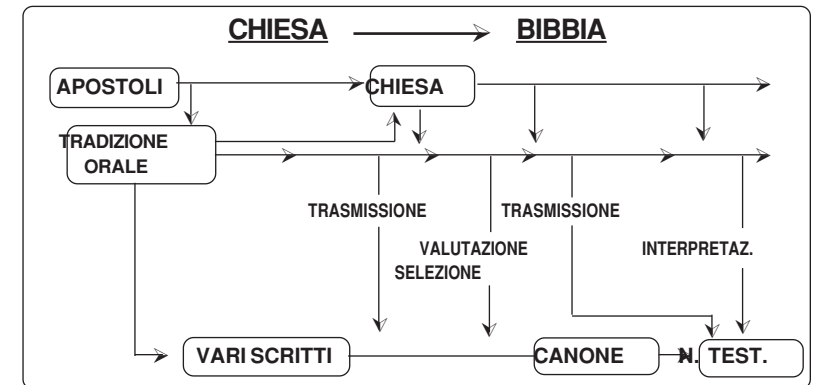 CHIESA BIBBIA
APOSTOLI CHIESA
TRADIZIONE
ORALE
TRASMISSIONE TRASMISSIONE
VALUTAZIONE INTERPRETAZ.
SELEZIONE
VARI SCRITTI CANONE N. TEST.